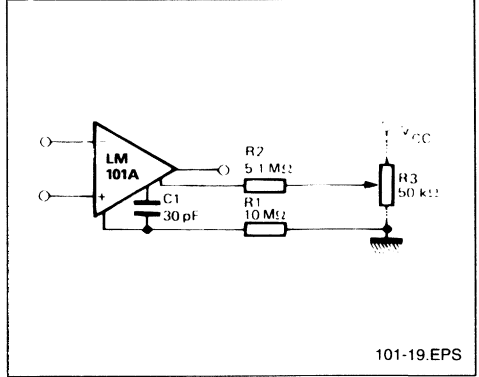 VCC
LM
101A
−
+
R2
5.1 MΩ
R3
50 kΩ
C1
30 pF
R1
10 MΩ
101-19.EPS